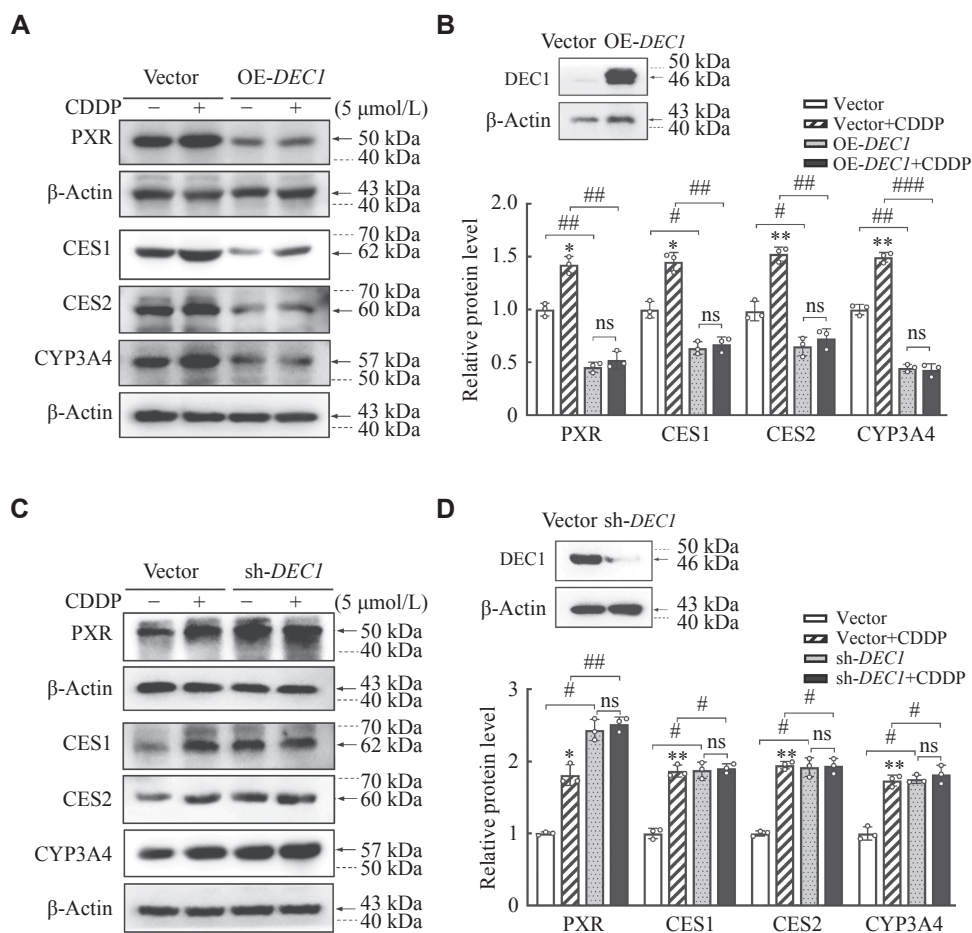 A
Vector OE-DEC1
CDDP − + − + (5 μmol/L)
PXR 50 kDa
40 kDa
β-Actin 43 kDa
40 kDa
70 kDa
CES1 62 kDa
70 kDa
CES2 60 kDa
CYP3A4 57 kDa
50 kDa
β-Actin 43 kDa
40 kDa
B
Vector OE-DEC1
50 kDa
DEC1 46 kDa
β-Actin 43 kDa
40 kDa
Vector
Vector+CDDP
OE-DEC1
OE-DEC1+CDDP
Relative protein level
2.0
1.5
1.0
0.5
0
## ## * ns
# ## * ns
# ## ** ns
## ### ** ns
PXR CES1 CES2 CYP3A4
C
Vector sh-DEC1
CDDP − + − + (5 μmol/L)
PXR 50 kDa
40 kDa
β-Actin 43 kDa
40 kDa
70 kDa
CES1 62 kDa
70 kDa
CES2 60 kDa
CYP3A4 57 kDa
50 kDa
β-Actin 43 kDa
40 kDa
D
Vector sh-DEC1
50 kDa
DEC1 46 kDa
β-Actin 43 kDa
40 kDa
Vector
Vector+CDDP
sh-DEC1
sh-DEC1+CDDP
Relative protein level
3
2
1
0
# ## * ns
# # ** ns
# # ** ns
# # ** ns
PXR CES1 CES2 CYP3A4